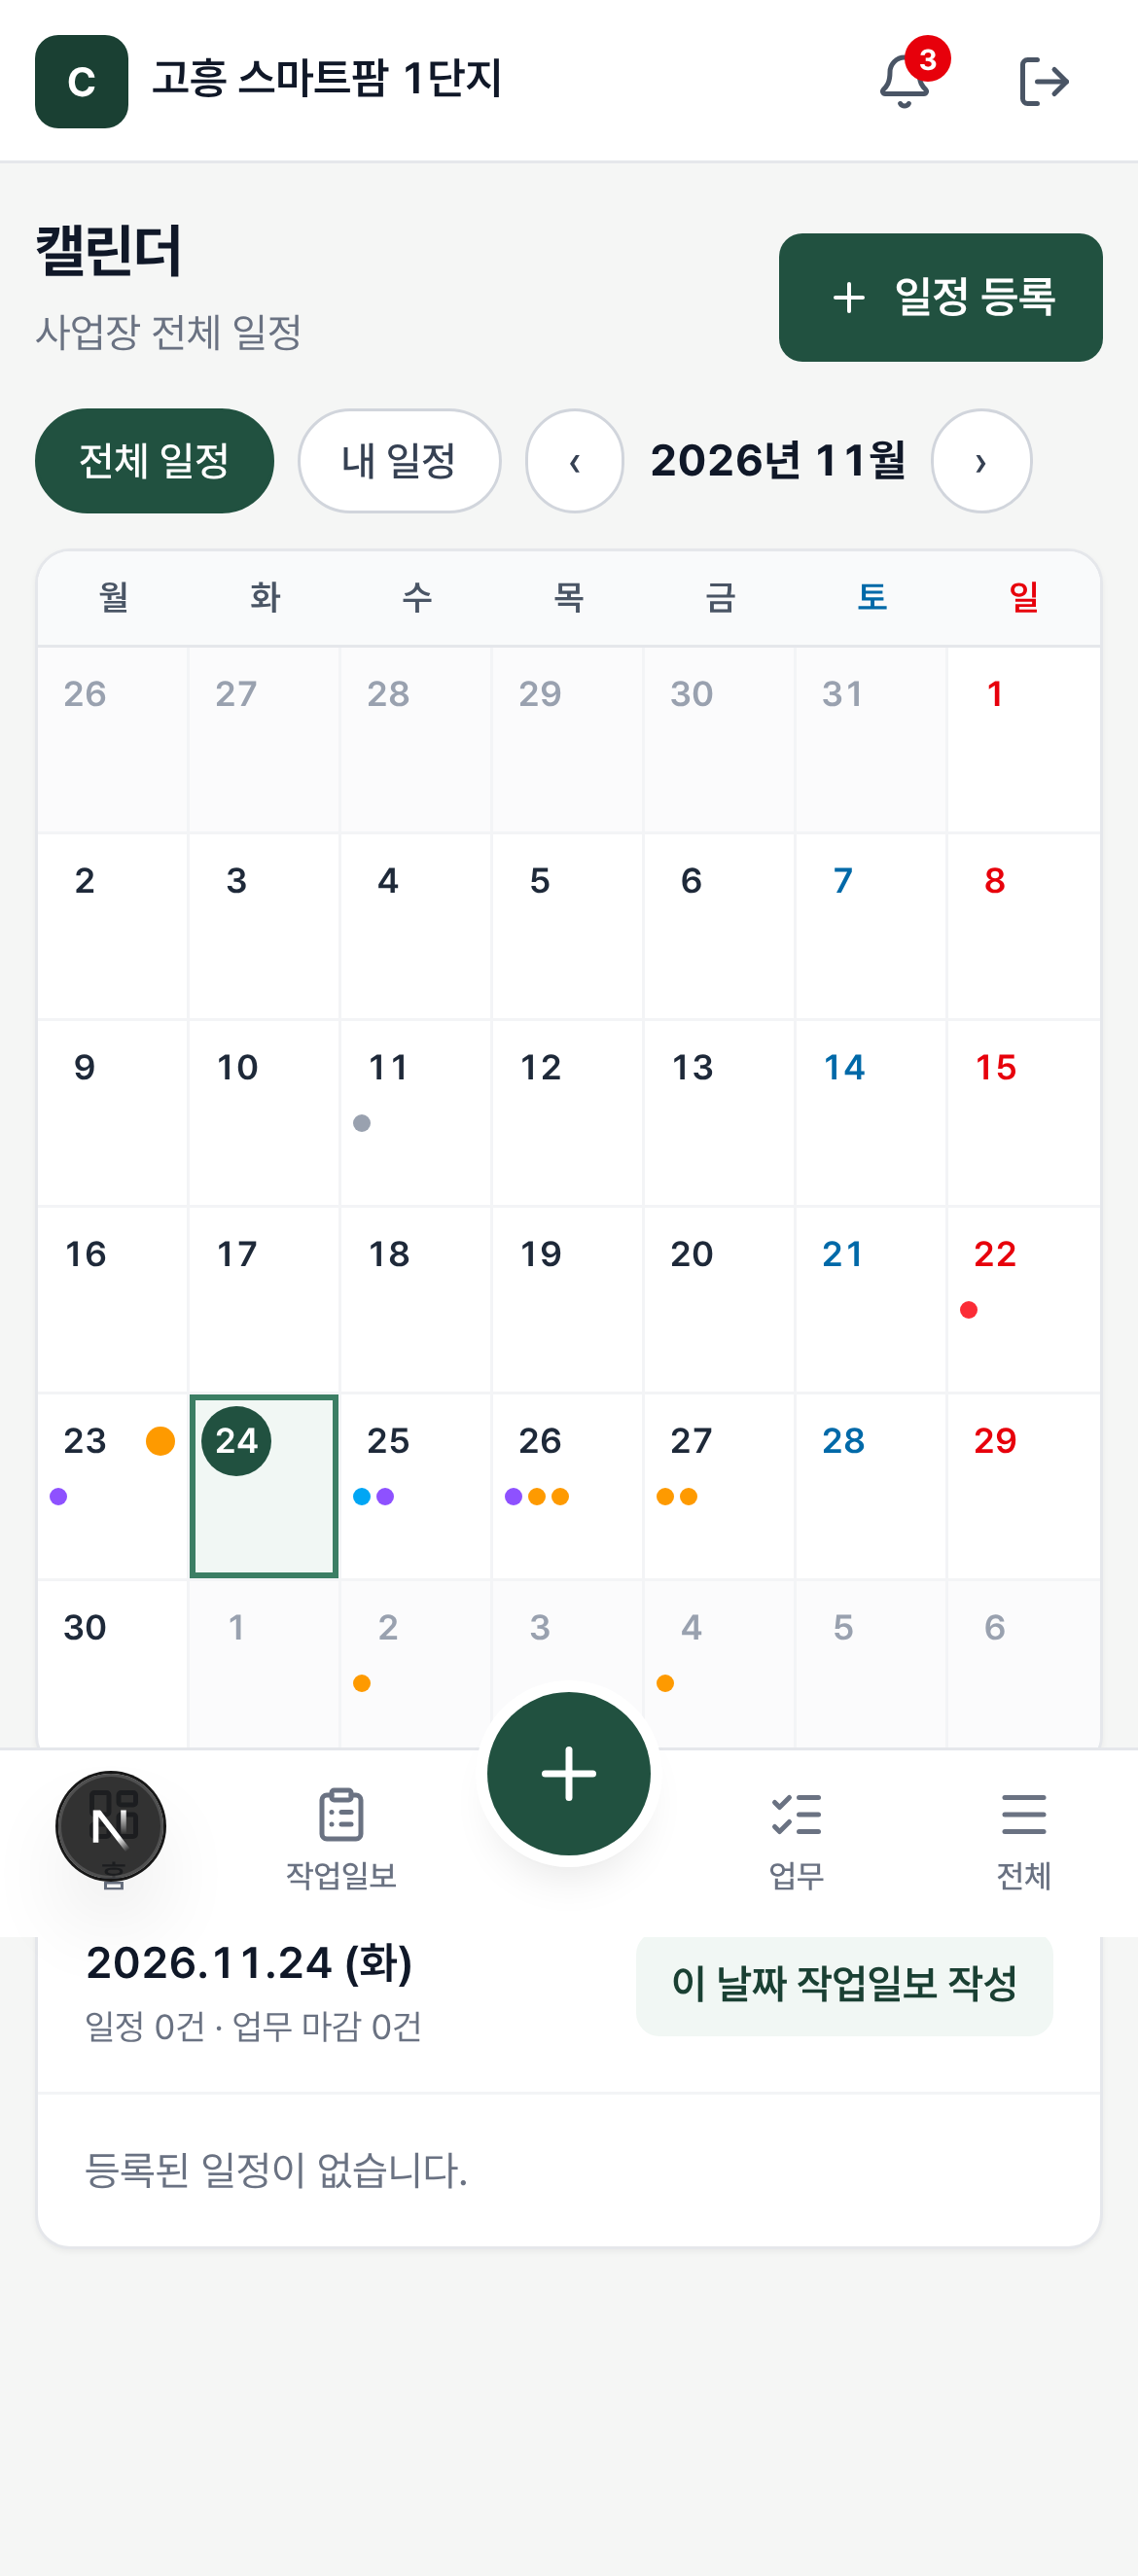 C 고흥 스마트팜 1단지 3
캘린더
사업장 전체 일정
+ 일정 등록
전체 일정 내 일정 ‹ 2026년 11월 ›
월 화 수 목 금 토 일
26 27 28 29 30 31 1
2 3 4 5 6 7 8
9 10 11 12 13 14 15
16 17 18 19 20 21 22
23 24 25 26 27 28 29
30 1 2 3 4 5 6
N
홈 작업일보 업무 전체
2026.11.24 (화)
일정 0건 · 업무 마감 0건
이 날짜 작업일보 작성
등록된 일정이 없습니다.